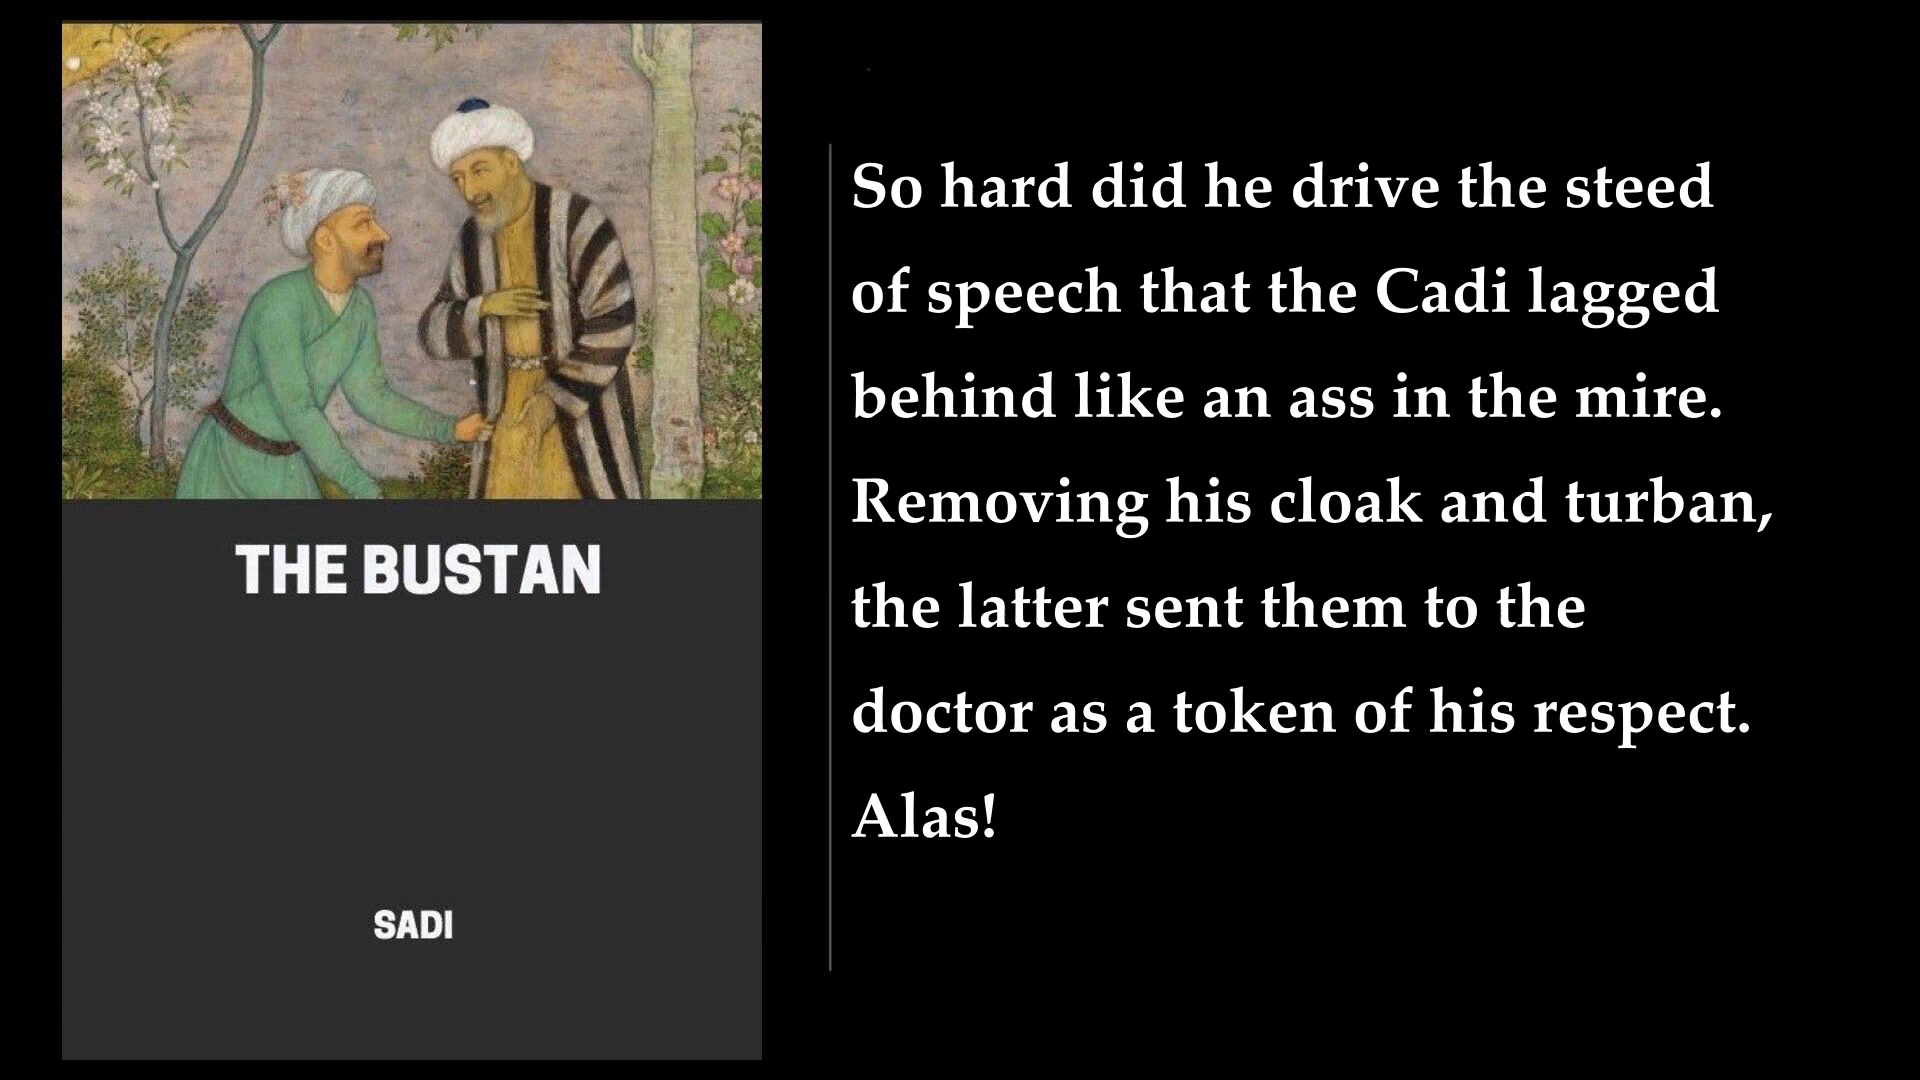 THE BUSTAN
SADI
So hard did he drive the steed
of speech that the Cadi lagged
behind like an ass in the mire.
Removing his cloak and turban,
the latter sent them to the
doctor as a token of his respect.
Alas!